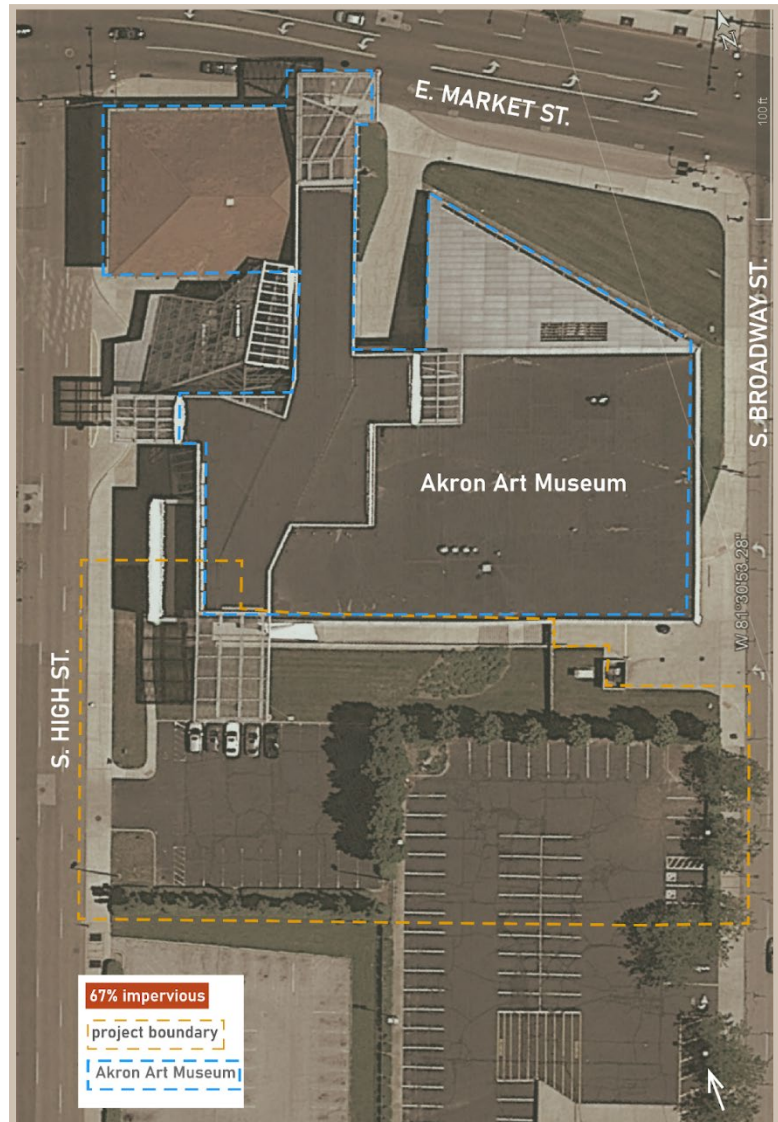 E. MARKET ST.
N
100 ft
S. BROADWAY ST.
Akron Art Museum
W 81°30'53.28"
S. HIGH ST.
67% impervious
project boundary
Akron Art Museum